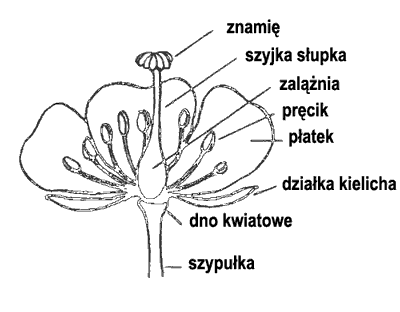 znamię
szyjka słupka
zalążnia
pręcik
płatek
działka kielicha
dno kwiatowe
szypułka